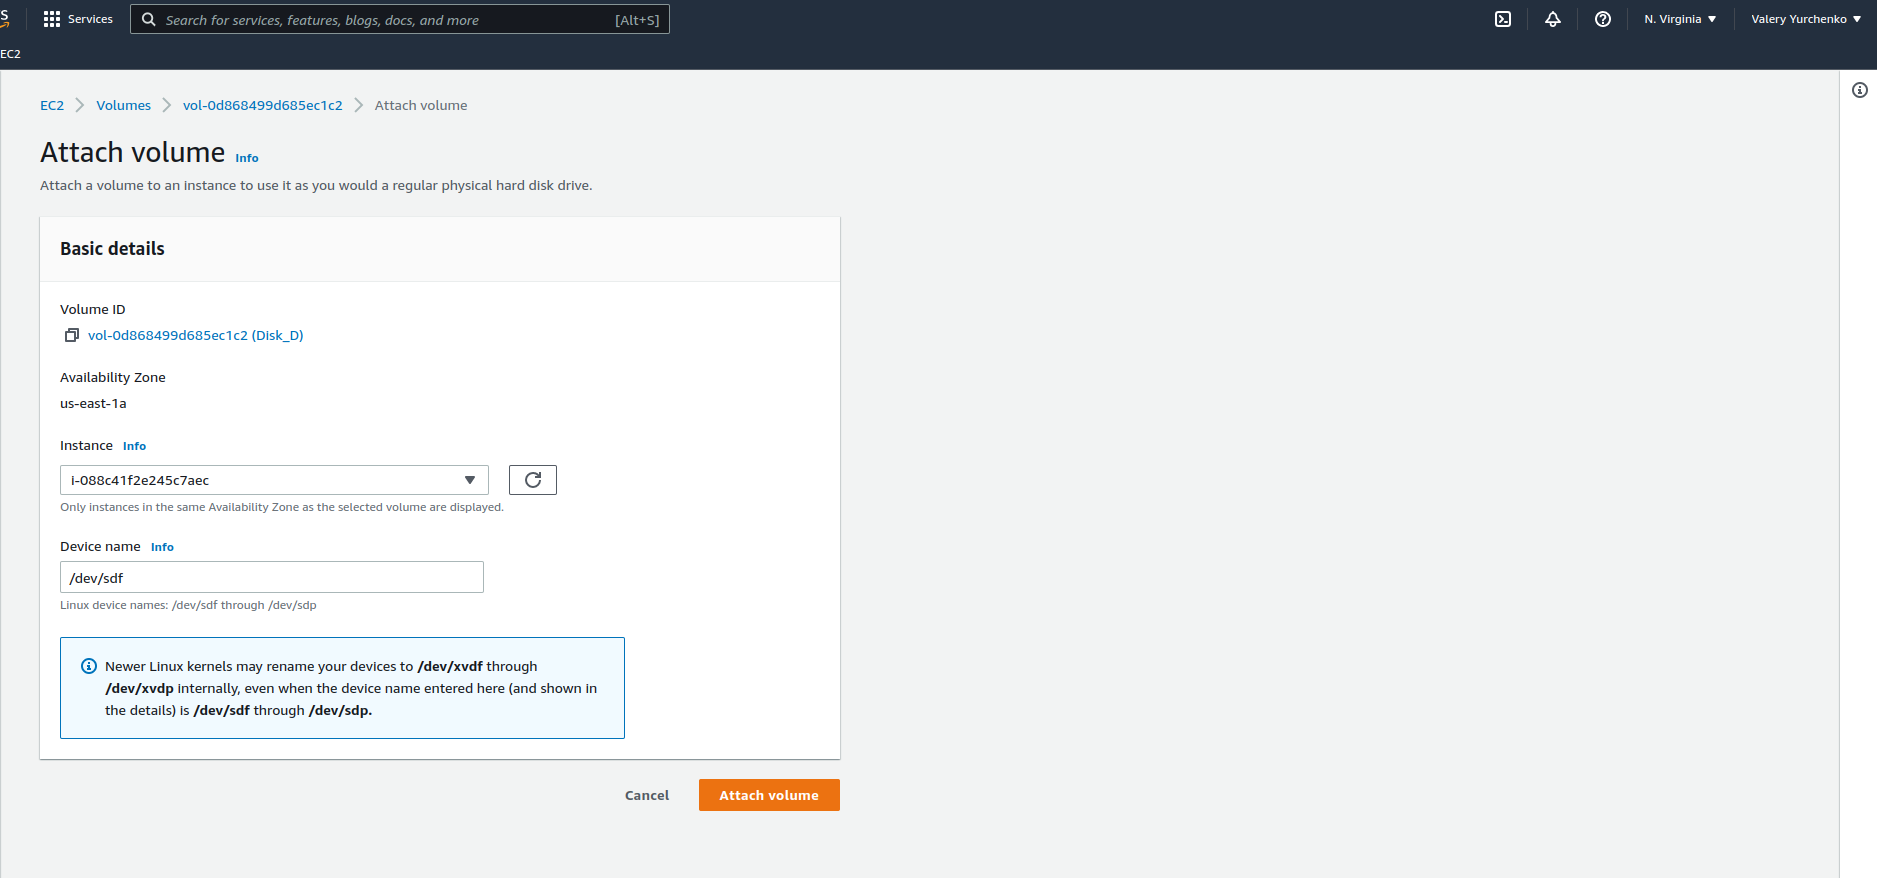 Services
Search for services, features, blogs, docs, and more [Alt+S]
N. Virginia
Valery Yurchenko
EC2
EC2 Volumes vol-0d868499d685ec1c2 Attach volume
Attach volume Info
Attach a volume to an instance to use it as you would a regular physical hard disk drive.
Basic details
Volume ID
vol-0d868499d685ec1c2 (Disk_D)
Availability Zone
us-east-1a
Instance Info
i-088c41f2e245c7aec
Only instances in the same Availability Zone as the selected volume are displayed.
Device name Info
/dev/sdf
Linux device names: /dev/sdf through /dev/sdp
Newer Linux kernels may rename your devices to /dev/xvdf through
/dev/xvdp internally, even when the device name entered here (and shown in
the details) is /dev/sdf through /dev/sdp.
Cancel
Attach volume